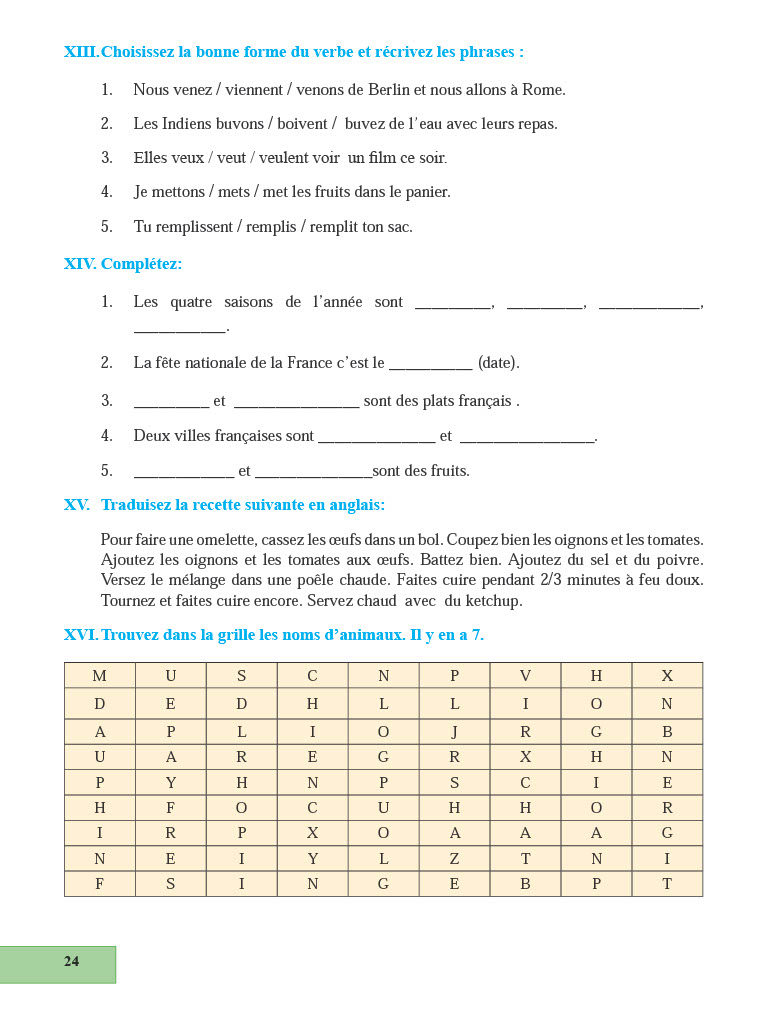 XIII. Choisissez la bonne forme du verbe et récrivez les phrases :
1. Nous venez / viennent / venons de Berlin et nous allons à Rome.
2. Les Indiens buvons / boivent / buvez de l’eau avec leurs repas.
3. Elles veux / veut / veulent voir un film ce soir.
4. Je mettons / mets / met les fruits dans le panier.
5. Tu remplissent / remplis / remplit ton sac.
XIV. Complétez:
1. Les quatre saisons de l’année sont _________, _________, ____________,
___________.
2. La fête nationale de la France c’est le __________ (date).
3. _________ et _______________ sont des plats français .
4. Deux villes françaises sont ______________ et ________________.
5. ____________ et ______________sont des fruits.
XV. Traduisez la recette suivante en anglais:
Pour faire une omelette, cassez les œufs dans un bol. Coupez bien les oignons et les tomates.
Ajoutez les oignons et les tomates aux œufs. Battez bien. Ajoutez du sel et du poivre.
Versez le mélange dans une poêle chaude. Faites cuire pendant 2/3 minutes à feu doux.
Tournez et faites cuire encore. Servez chaud avec du ketchup.
XVI. Trouvez dans la grille les noms d’animaux. Il y en a 7.
M U S C N P V H X
D E D H L L I O N
A P L I O J R G B
U A R E G R X H N
P Y H N P S C I E
H F O C U H H O R
I R P X O A A A G
N E I Y L Z T N I
F S I N G E B P T
24